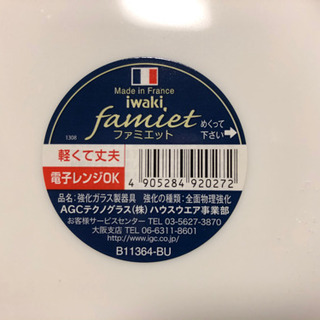 Made in France
iwaki
famiet
ファミエット
めくって
下さい→
1306
軽くて丈夫
電子レンジOK
4 905284 920272
品名:強化ガラス製器具 強化の種類:全面物理強化
AGCテクノグラス(株)ハウスウエア事業部
お客様サービスセンター TEL 03-5627-3870
大阪支店 TEL 06-6311-8601
http://www.igc.co.jp/
B11364-BU